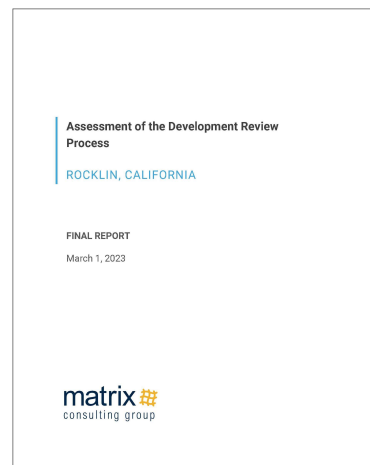 Assessment of the Development Review
Process
ROCKLIN, CALIFORNIA
FINAL REPORT
March 1, 2023
matrix
consulting group